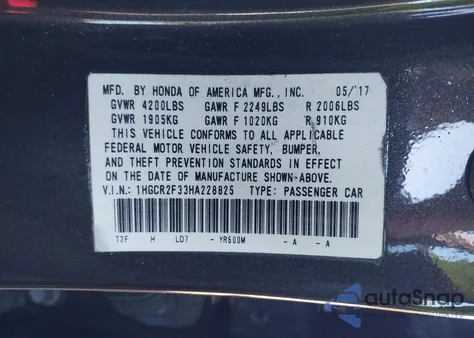 MFD. BY HONDA OF AMERICA MFG., INC. 05/'17
GVWR 4200LBS GAWR F 2249LBS R 2006LBS
GVWR 1905KG GAWR F 1020KG R 910KG
THIS VEHICLE CONFORMS TO ALL APPLICABLE
FEDERAL MOTOR VEHICLE SAFETY, BUMPER,
AND THEFT PREVENTION STANDARDS IN EFFECT
ON THE DATE OF MANUFACTURE SHOWN ABOVE.
V.I.N: 1HGCR2F33HA228825 TYPE: PASSENGER CAR
T2F H LD7 -YR600M -A -A
autoSnap